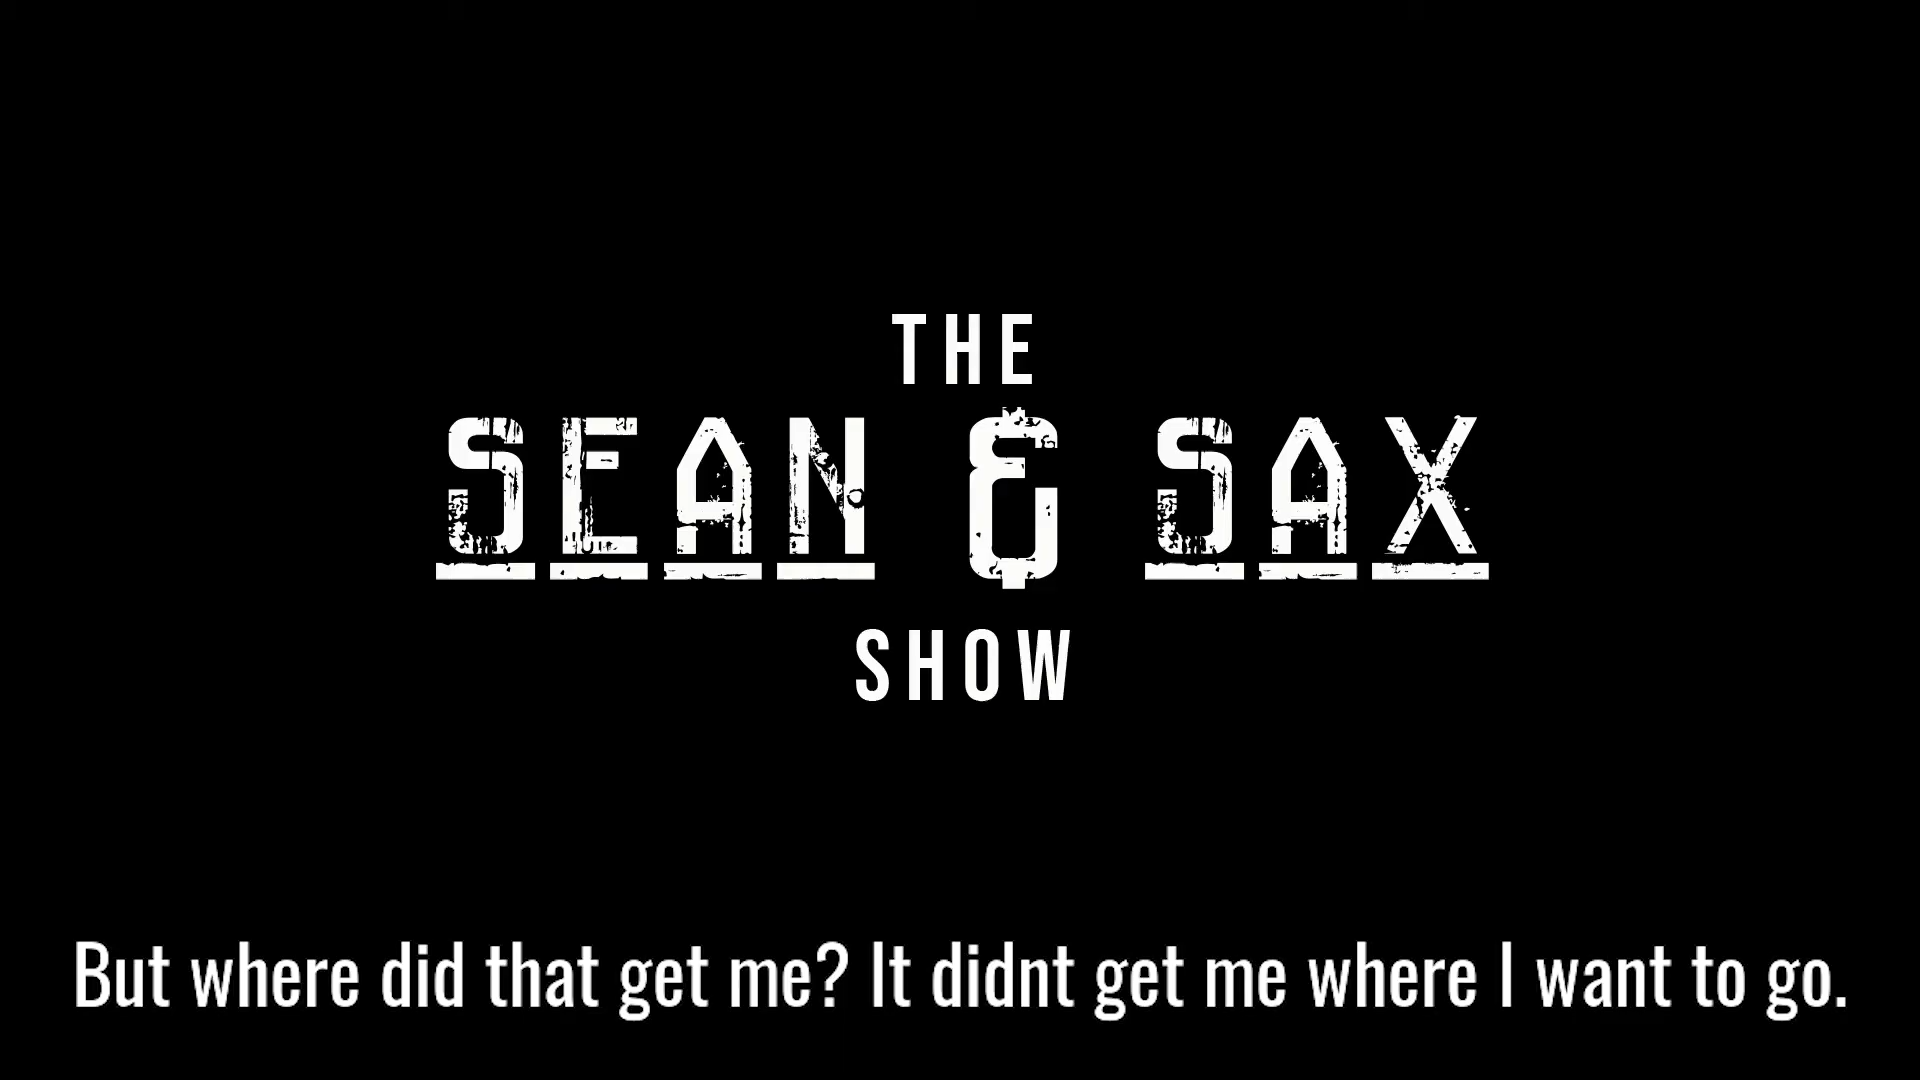 THE
SEAN & SAX
SHOW
But where did that get me? It didnt get me where I want to go.